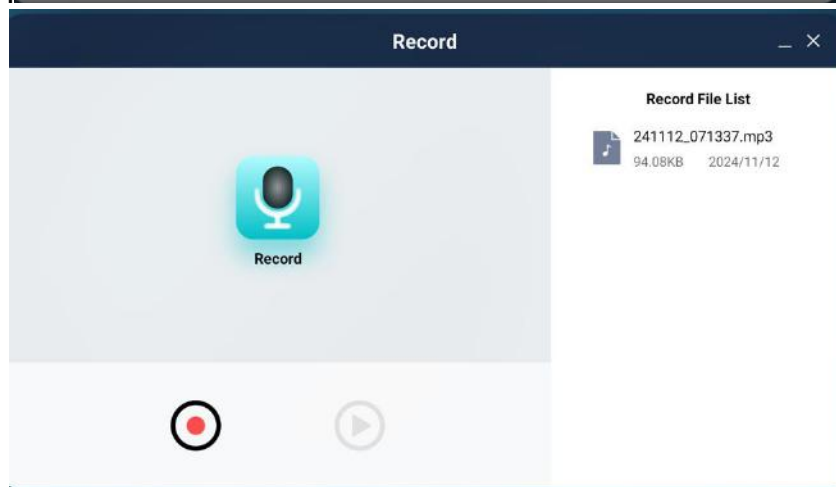 Record
Record
Record File List
241112_071337.mp3
94.08KB 2024/11/12